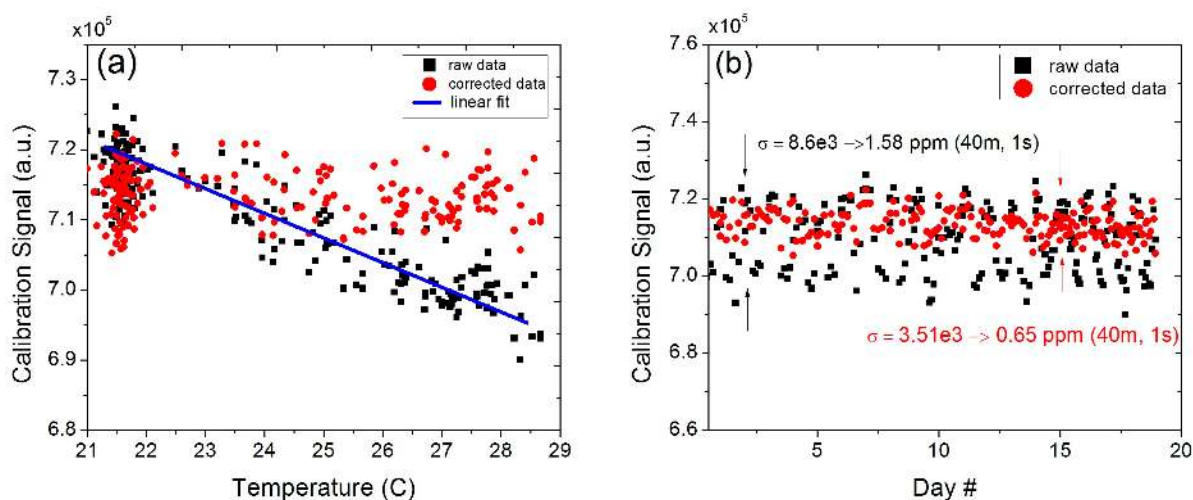 x10⁵
7.3
7.2
7.1
7.0
6.9
6.8
Calibration Signal (a.u.)
(a)
raw data
corrected data
linear fit
21 22 23 24 25 26 27 28 29
Temperature (C)
x10⁵
7.6
7.4
7.2
7.0
6.8
6.6
Calibration Signal (a.u.)
(b)
raw data
corrected data
σ = 8.6e3 –>1.58 ppm (40m, 1s)
σ = 3.51e3 –> 0.65 ppm (40m, 1s)
5 10 15 20
Day #